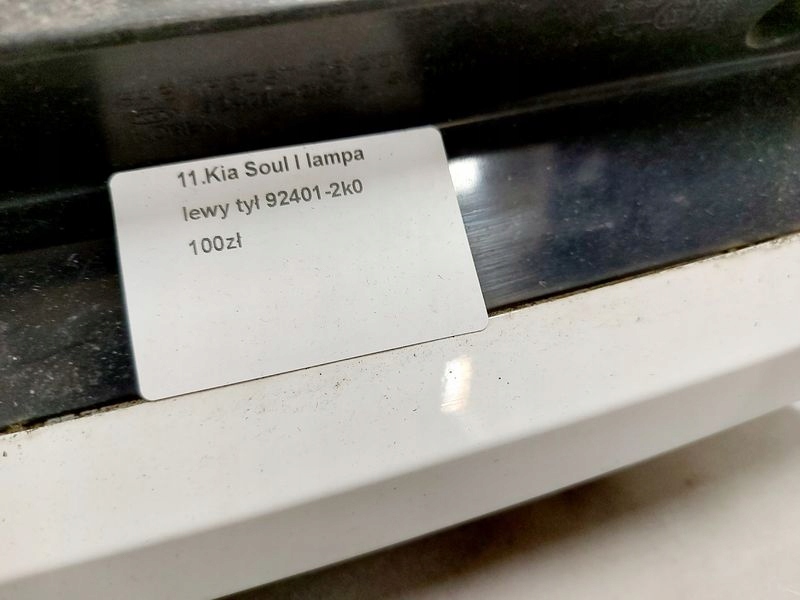 11.Kia Soul I lampa
lewy tył 92401-2k0
100zł